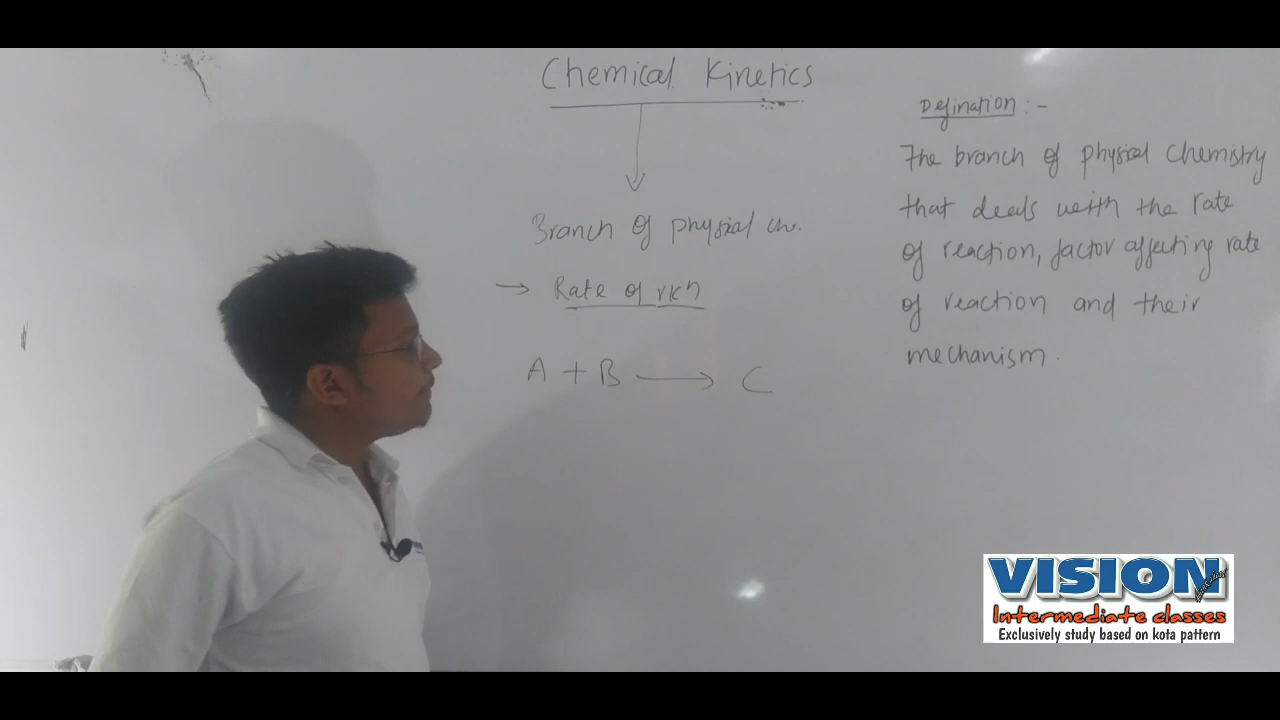 Chemical Kinetics
Branch of physical ch.
→ Rate of rxn
A + B → C
Defination :-
The branch of physical chemistry
that deals with the rate
of reaction, factor affecting rate
of reaction and their
mechanism.
VISION
Intermediate classes
Exclusively study based on kota pattern